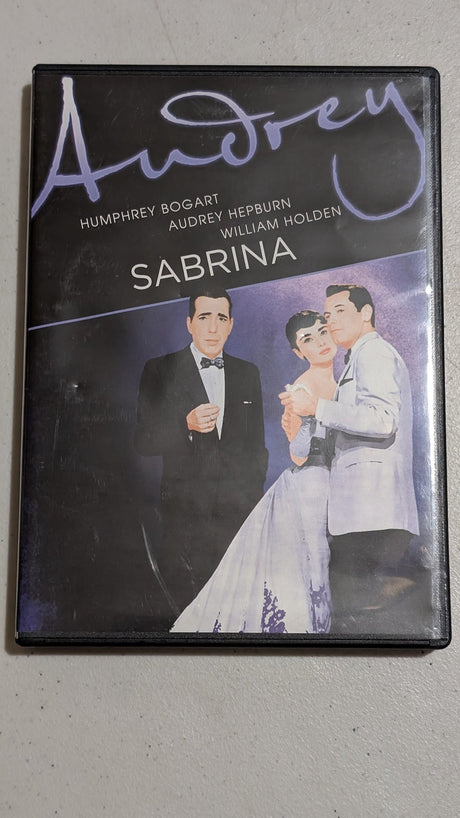 Audrey
HUMPHREY BOGART
AUDREY HEPBURN
WILLIAM HOLDEN
SABRINA